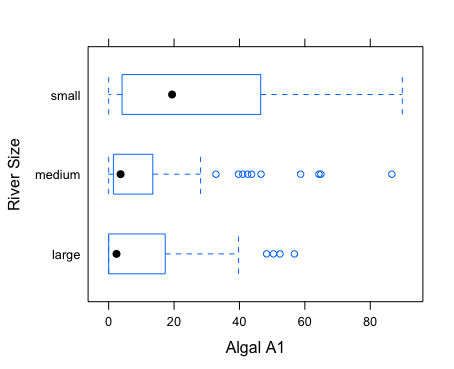 small
medium
large
River Size
0 20 40 60 80
Algal A1